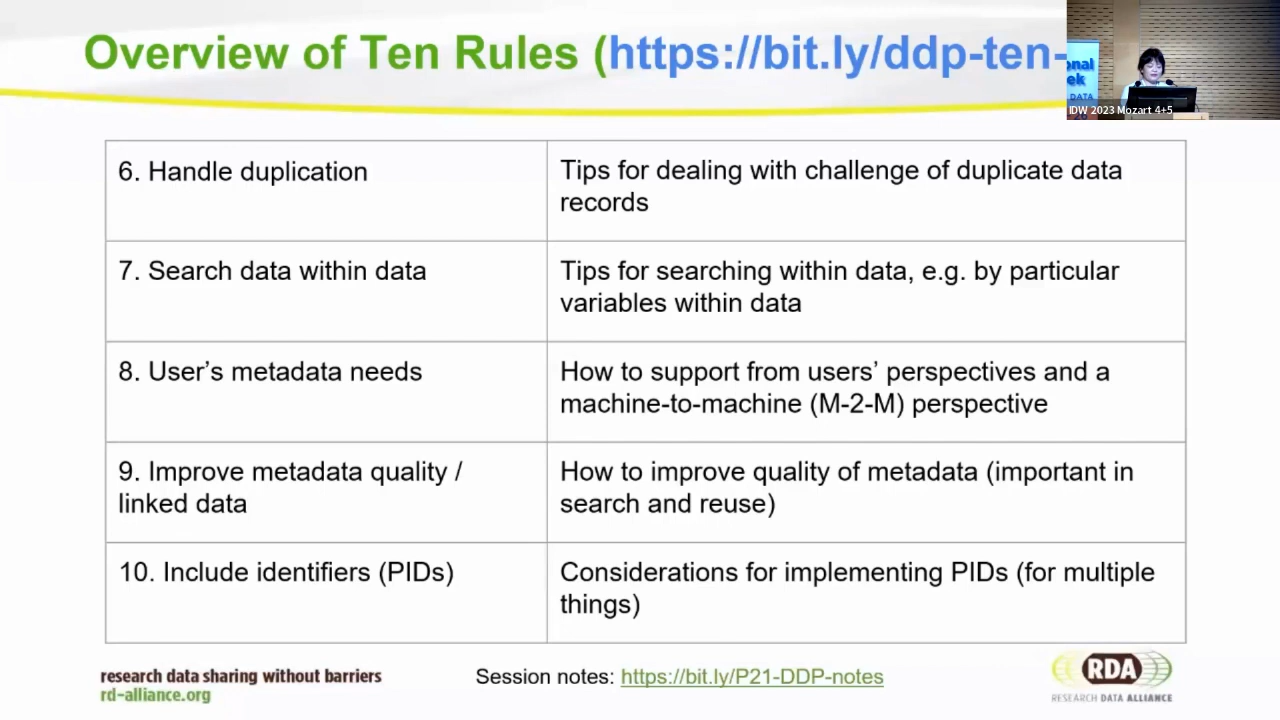 Overview of Ten Rules (https://bit.ly/ddp-ten-
onal
ek
DATA
IDW 2023 Mozart 4+5
6. Handle duplication
Tips for dealing with challenge of duplicate data
records
7. Search data within data
Tips for searching within data, e.g. by particular
variables within data
8. User’s metadata needs
How to support from users’ perspectives and a
machine-to-machine (M-2-M) perspective
9. Improve metadata quality /
linked data
How to improve quality of metadata (important in
search and reuse)
10. Include identifiers (PIDs)
Considerations for implementing PIDs (for multiple
things)
research data sharing without barriers
rd-alliance.org
Session notes: https://bit.ly/P21-DDP-notes
RDA
RESEARCH DATA ALLIANCE